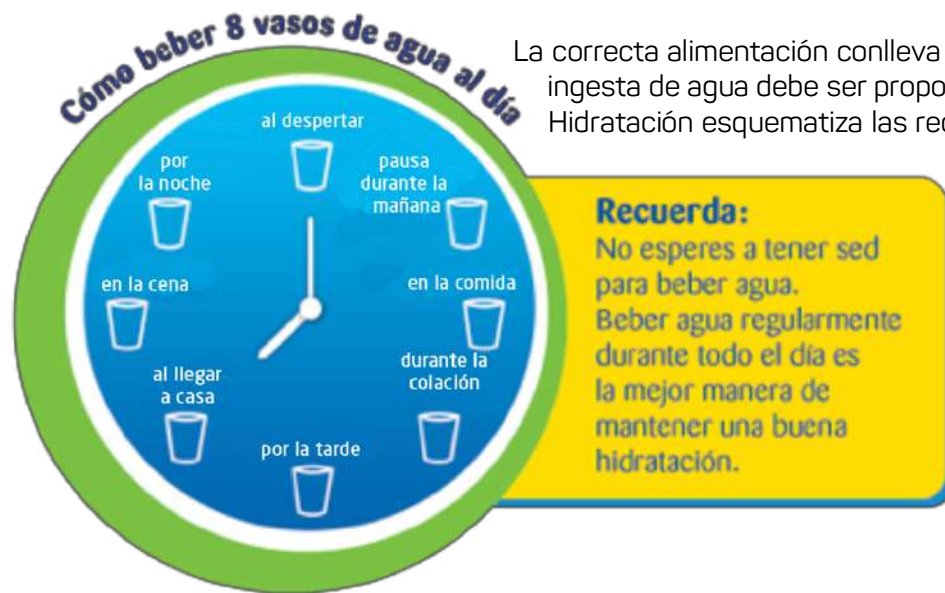 Cómo beber 8 vasos de agua al día
La correcta alimentación conlleva
ingesta de agua debe ser propo
Hidratación esquematiza las rec
al despertar
pausa
durante la
mañana
en la comida
durante la
colación
por la tarde
al llegar
a casa
en la cena
por
la noche
Recuerda:
No esperes a tener sed
para beber agua.
Beber agua regularmente
durante todo el día es
la mejor manera de
mantener una buena
hidratación.